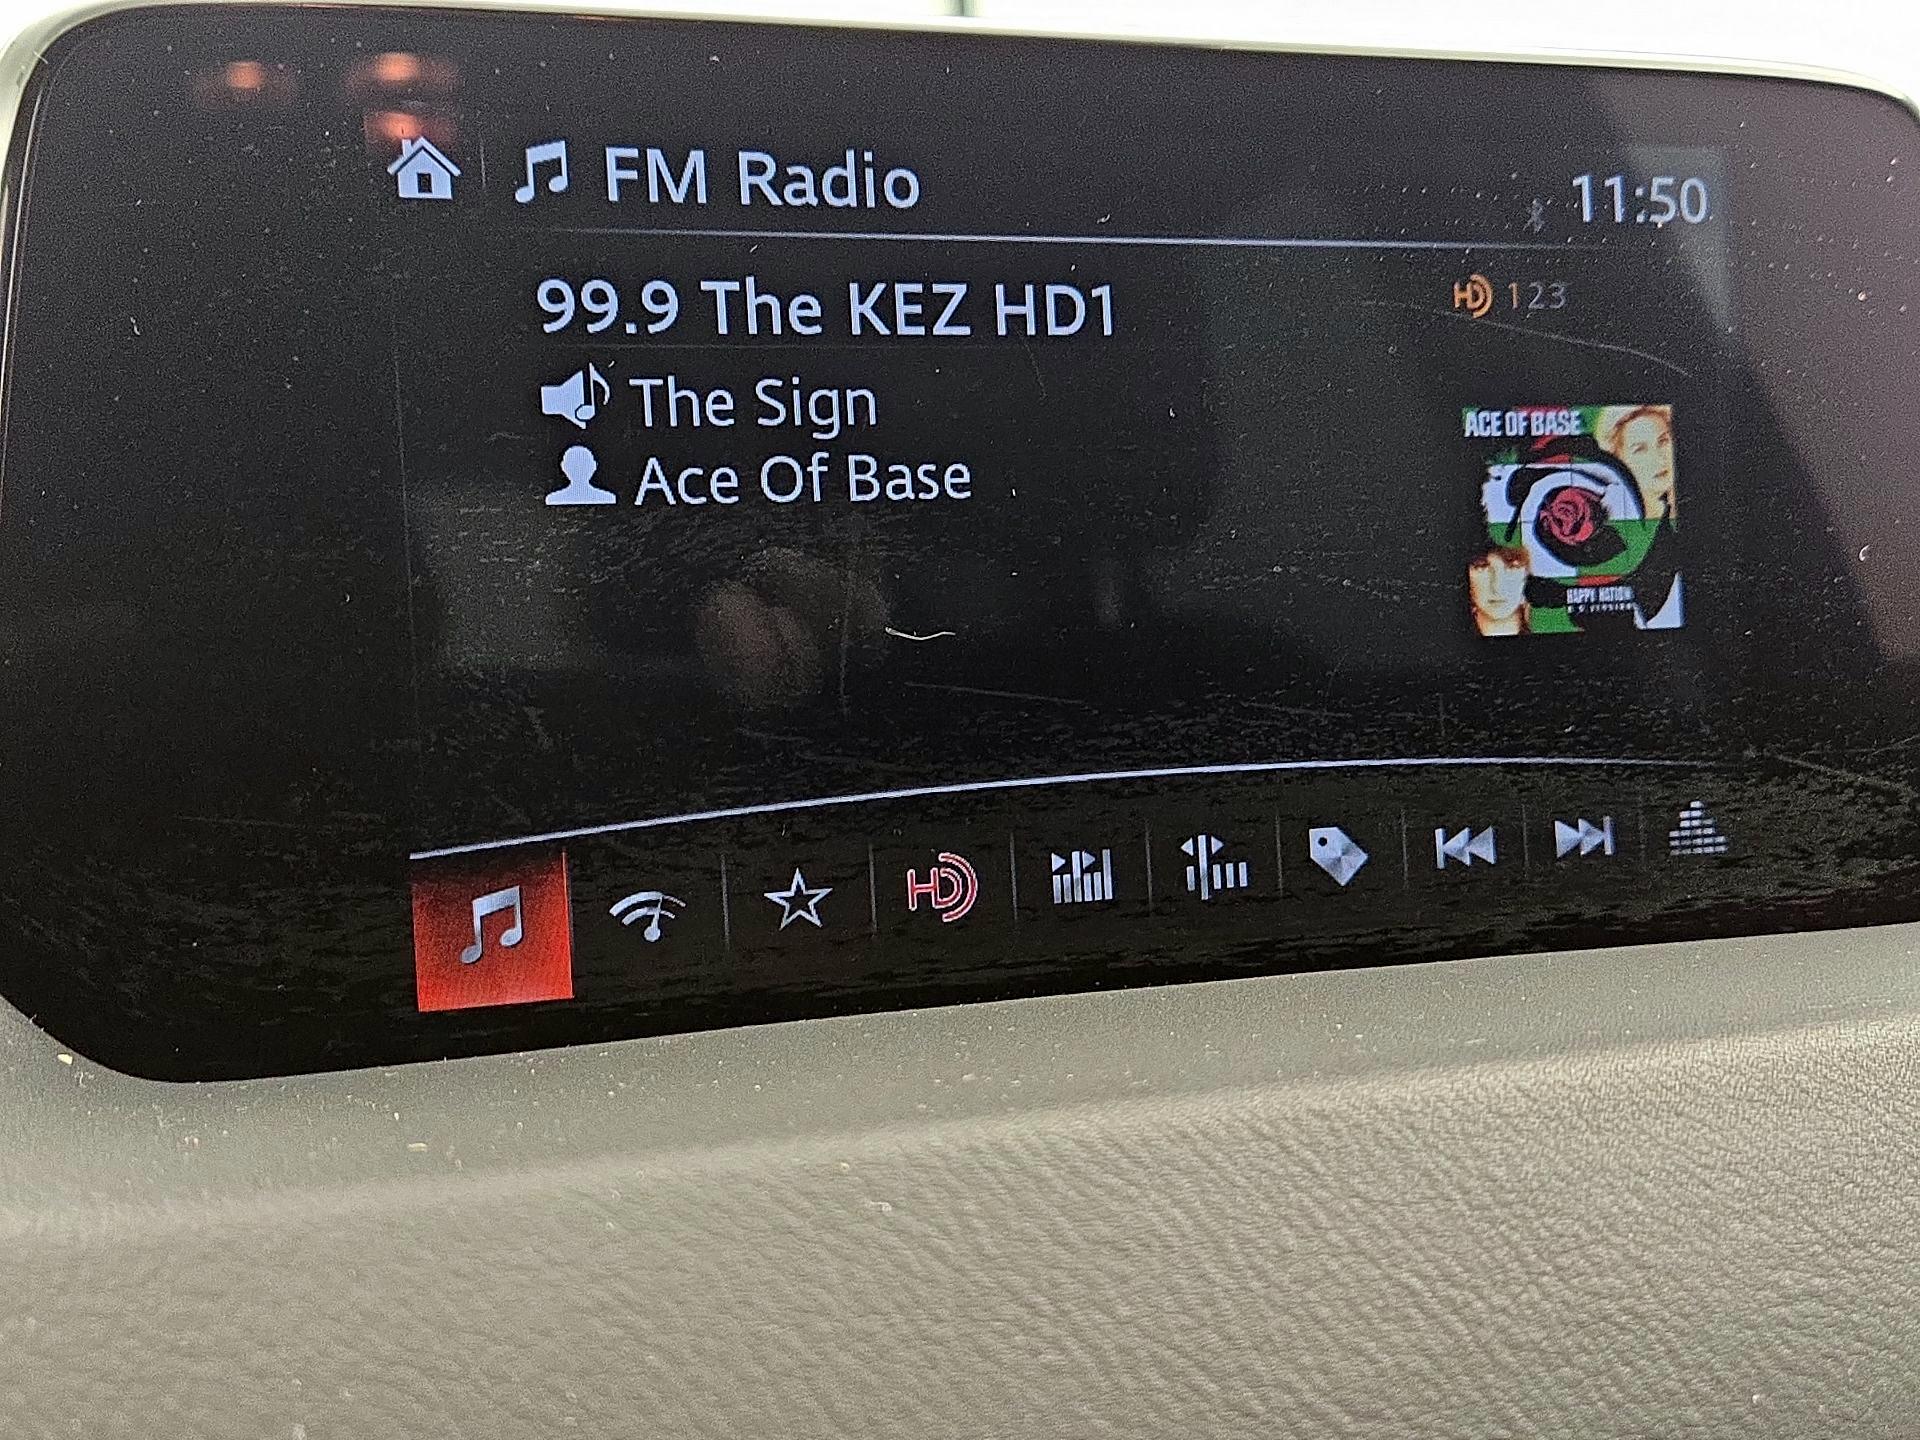 FM Radio
11:50
99.9 The KEZ HD1
HD 123
The Sign
Ace Of Base
ACE OF BASE
HAPPY NATION
HD